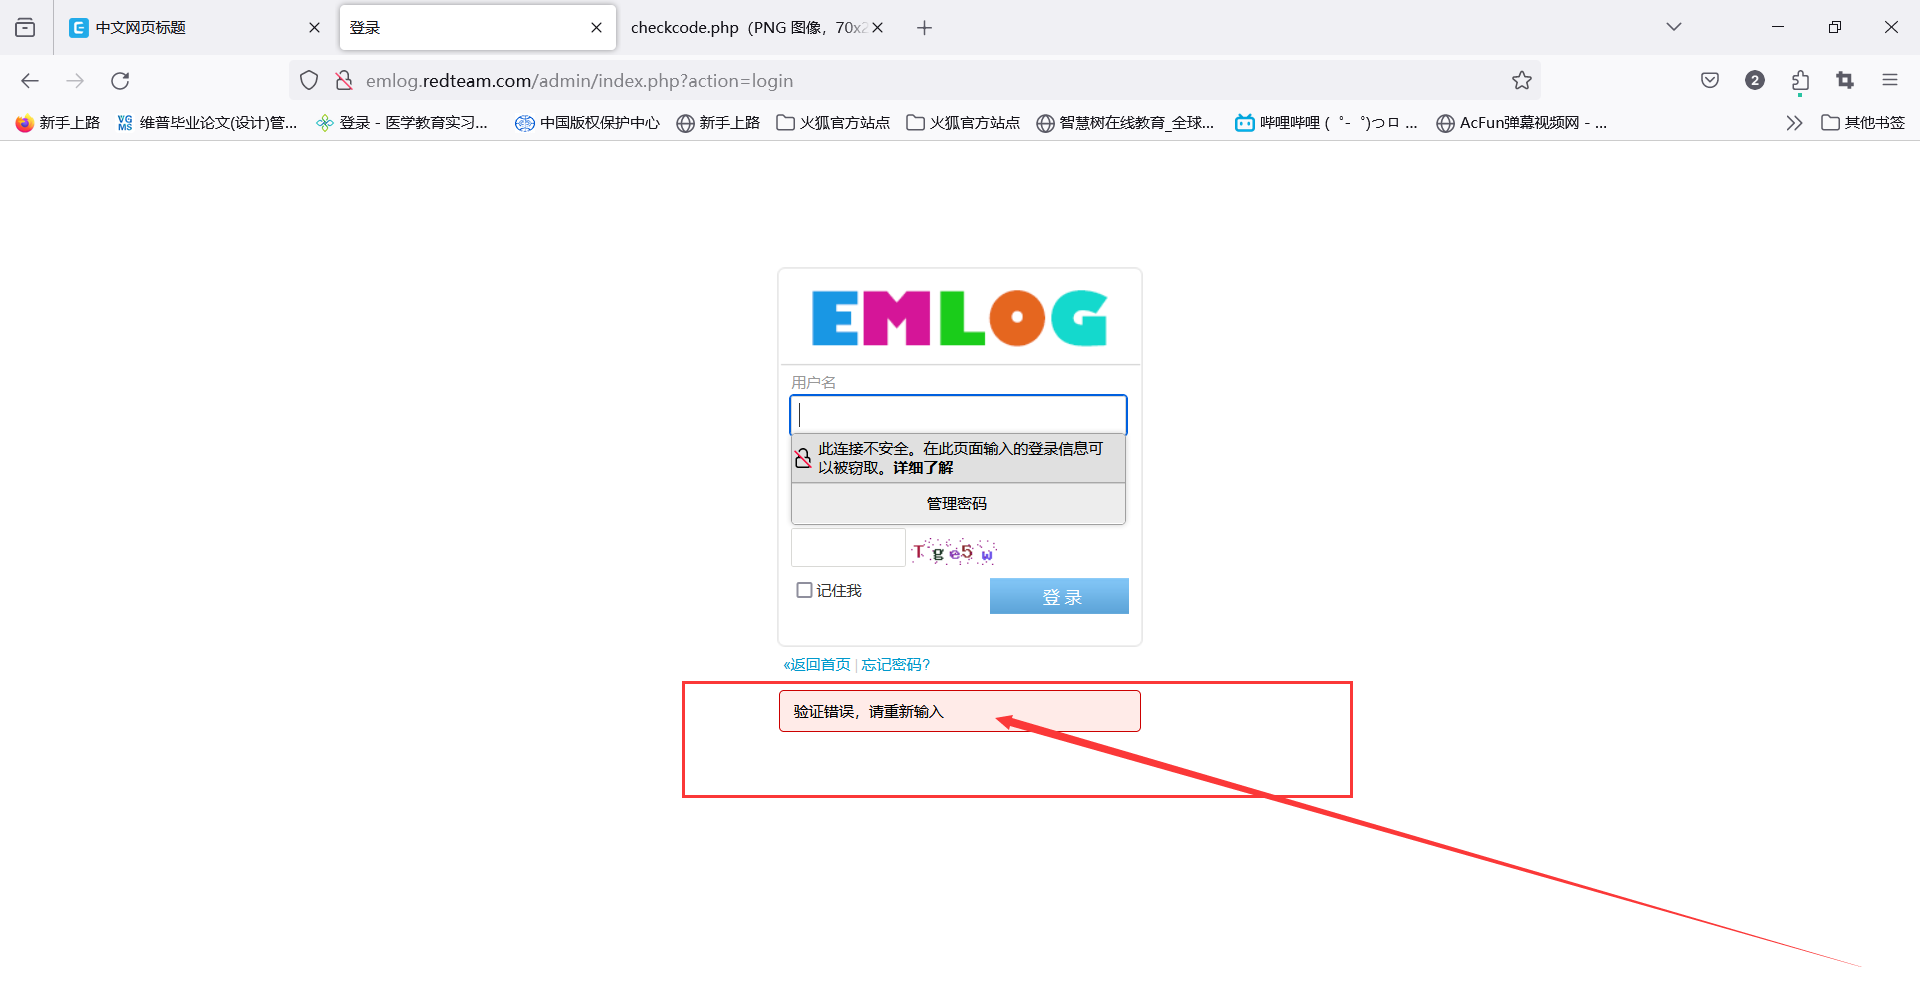 中文网页标题
登录
checkcode.php（PNG 图像，70x2
emlog.redteam.com/admin/index.php?action=login
2
新手上路
VG MS 维普毕业论文(设计)管...
登录 - 医学教育实习...
中国版权保护中心
新手上路
火狐官方站点
火狐官方站点
智慧树在线教育_全球...
哔哩哔哩 ( ゜- ゜)つロ ...
AcFun弹幕视频网 - ...
其他书签
EMLOG
用户名
此连接不安全。在此页面输入的登录信息可
以被窃取。详细了解
管理密码
Tge5w
记住我
登 录
«返回首页 | 忘记密码?
验证错误，请重新输入